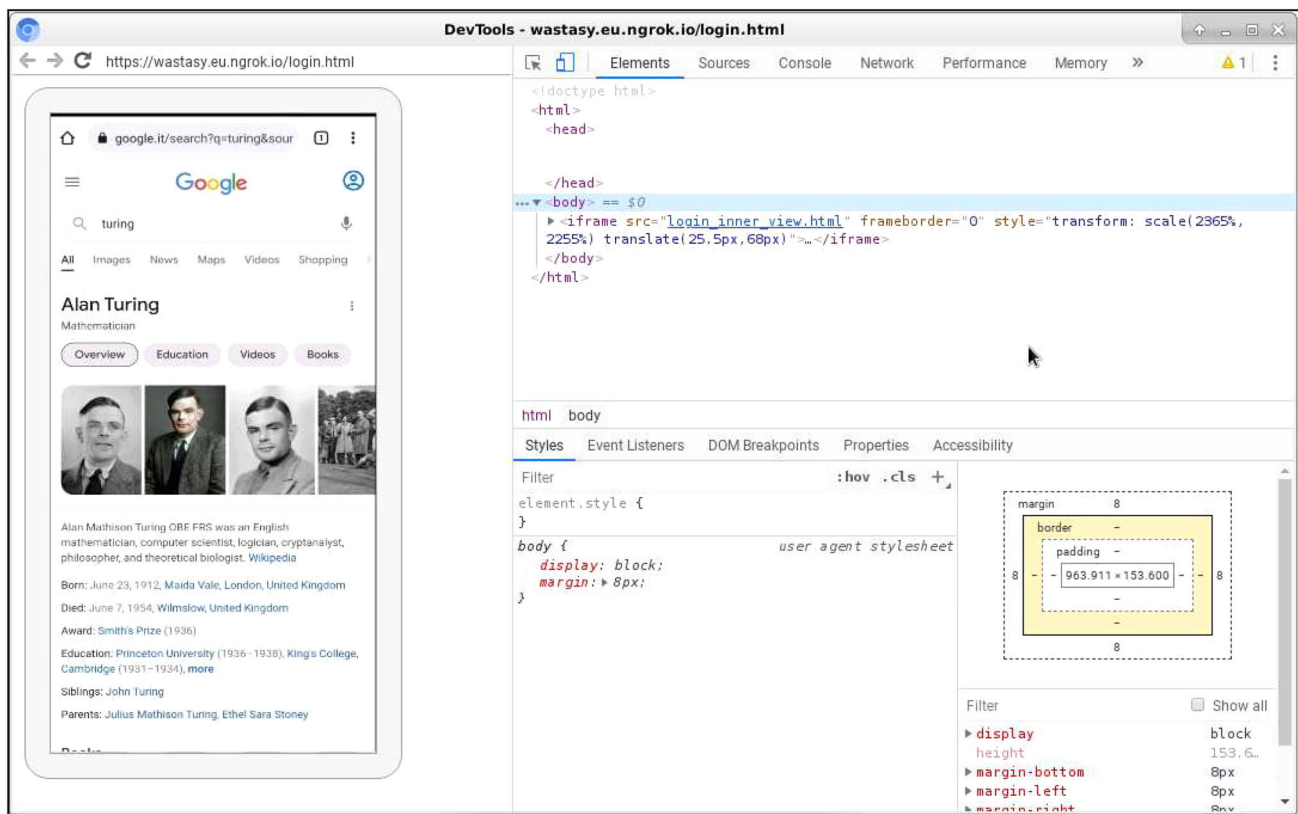 DevTools - wastasy.eu.ngrok.io/login.html
https://wastasy.eu.ngrok.io/login.html
Elements Sources Console Network Performance Memory » 1
google.it/search?q=turing&sour 1
Google
turing
All Images News Maps Videos Shopping
Alan Turing
Mathematician
Overview Education Videos Books
Alan Mathison Turing OBE FRS was an English
mathematician, computer scientist, logician, cryptanalyst,
philosopher, and theoretical biologist. Wikipedia
Born: June 23, 1912, Maida Vale, London, United Kingdom
Died: June 7, 1954, Wilmslow, United Kingdom
Award: Smith's Prize (1936)
Education: Princeton University (1936–1938), King's College,
Cambridge (1931–1934), more
Siblings: John Turing
Parents: Julius Mathison Turing, Ethel Sara Stoney
<!doctype html>
<html>
<head>
</head>
... ▼ <body> == $0
▶ <iframe src="login_inner_view.html" frameborder="0" style="transform: scale(2365%,
2255%) translate(25.5px,68px)">…</iframe>
</body>
</html>
html body
Styles Event Listeners DOM Breakpoints Properties Accessibility
Filter :hov .cls +
element.style {
}
body { user agent stylesheet
display: block;
margin: ▶ 8px;
}
margin 8
border –
padding –
8 – – 963.911 × 153.600 – – 8
–
–
8
Filter Show all
▶ display block
height 153.6…
▶ margin-bottom 8px
▶ margin-left 8px
▶ margin-right 8px